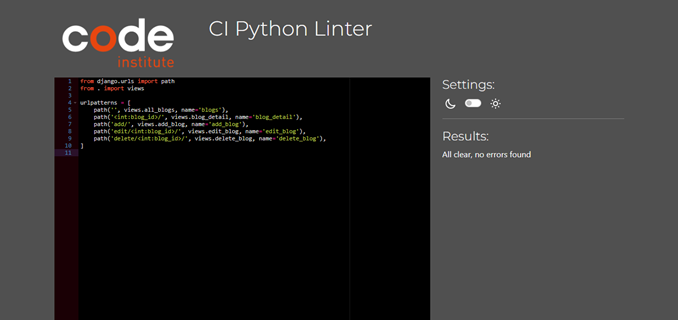 code
institute
CI Python Linter
1 from django.urls import path
2 from . import views
3
4 urlpatterns = [
5 path('', views.all_blogs, name='blogs'),
6 path('<int:blog_id>/', views.blog_detail, name='blog_detail'),
7 path('add/', views.add_blog, name='add_blog'),
8 path('edit/<int:blog_id>/', views.edit_blog, name='edit_blog'),
9 path('delete/<int:blog_id>/', views.delete_blog, name='delete_blog'),
10 ]
11
Settings:
Results:
All clear, no errors found